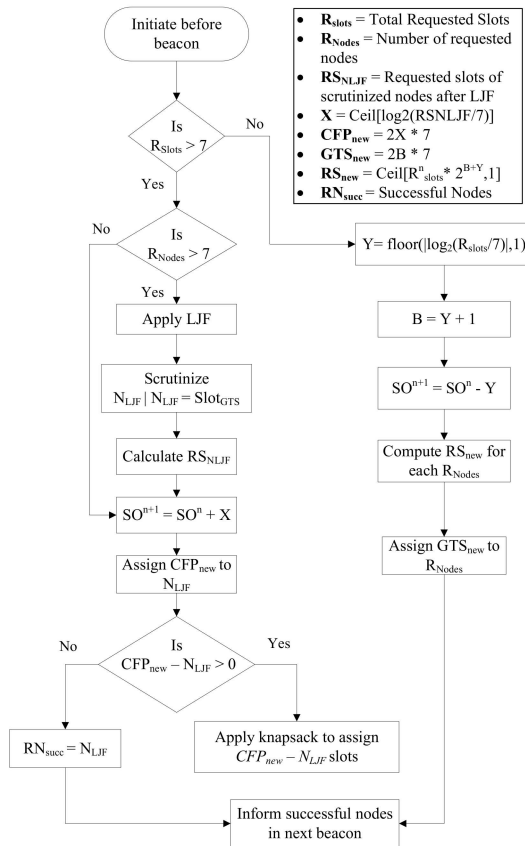 Initiate before
beacon
• R_slots = Total Requested Slots
• R_Nodes = Number of requested
nodes
• RS_NLJF = Requested slots of
scrutinized nodes after LJF
• X = Ceil[log2(RSNLJF/7)]
• CFP_new = 2X * 7
• GTS_new = 2B * 7
• RS_new = Ceil[R^n_slots* 2^B+Y,1]
• RN_succ = Successful Nodes
Is
R_Slots > 7
No
Yes
No
Is
R_Nodes > 7
Yes
Y= floor(|log_2(R_slots/7)|,1)
Apply LJF
B = Y + 1
Scrutinize
N_LJF | N_LJF = Slot_GTS
SO^n+1 = SO^n - Y
Calculate RS_NLJF
Compute RS_new for
each R_Nodes
SO^n+1 = SO^n + X
Assign CFP_new to
N_LJF
Assign GTS_new to
R_Nodes
No
Is
CFP_new – N_LJF > 0
Yes
RN_succ = N_LJF
Apply knapsack to assign
CFP_new – N_LJF slots
Inform successful nodes
in next beacon